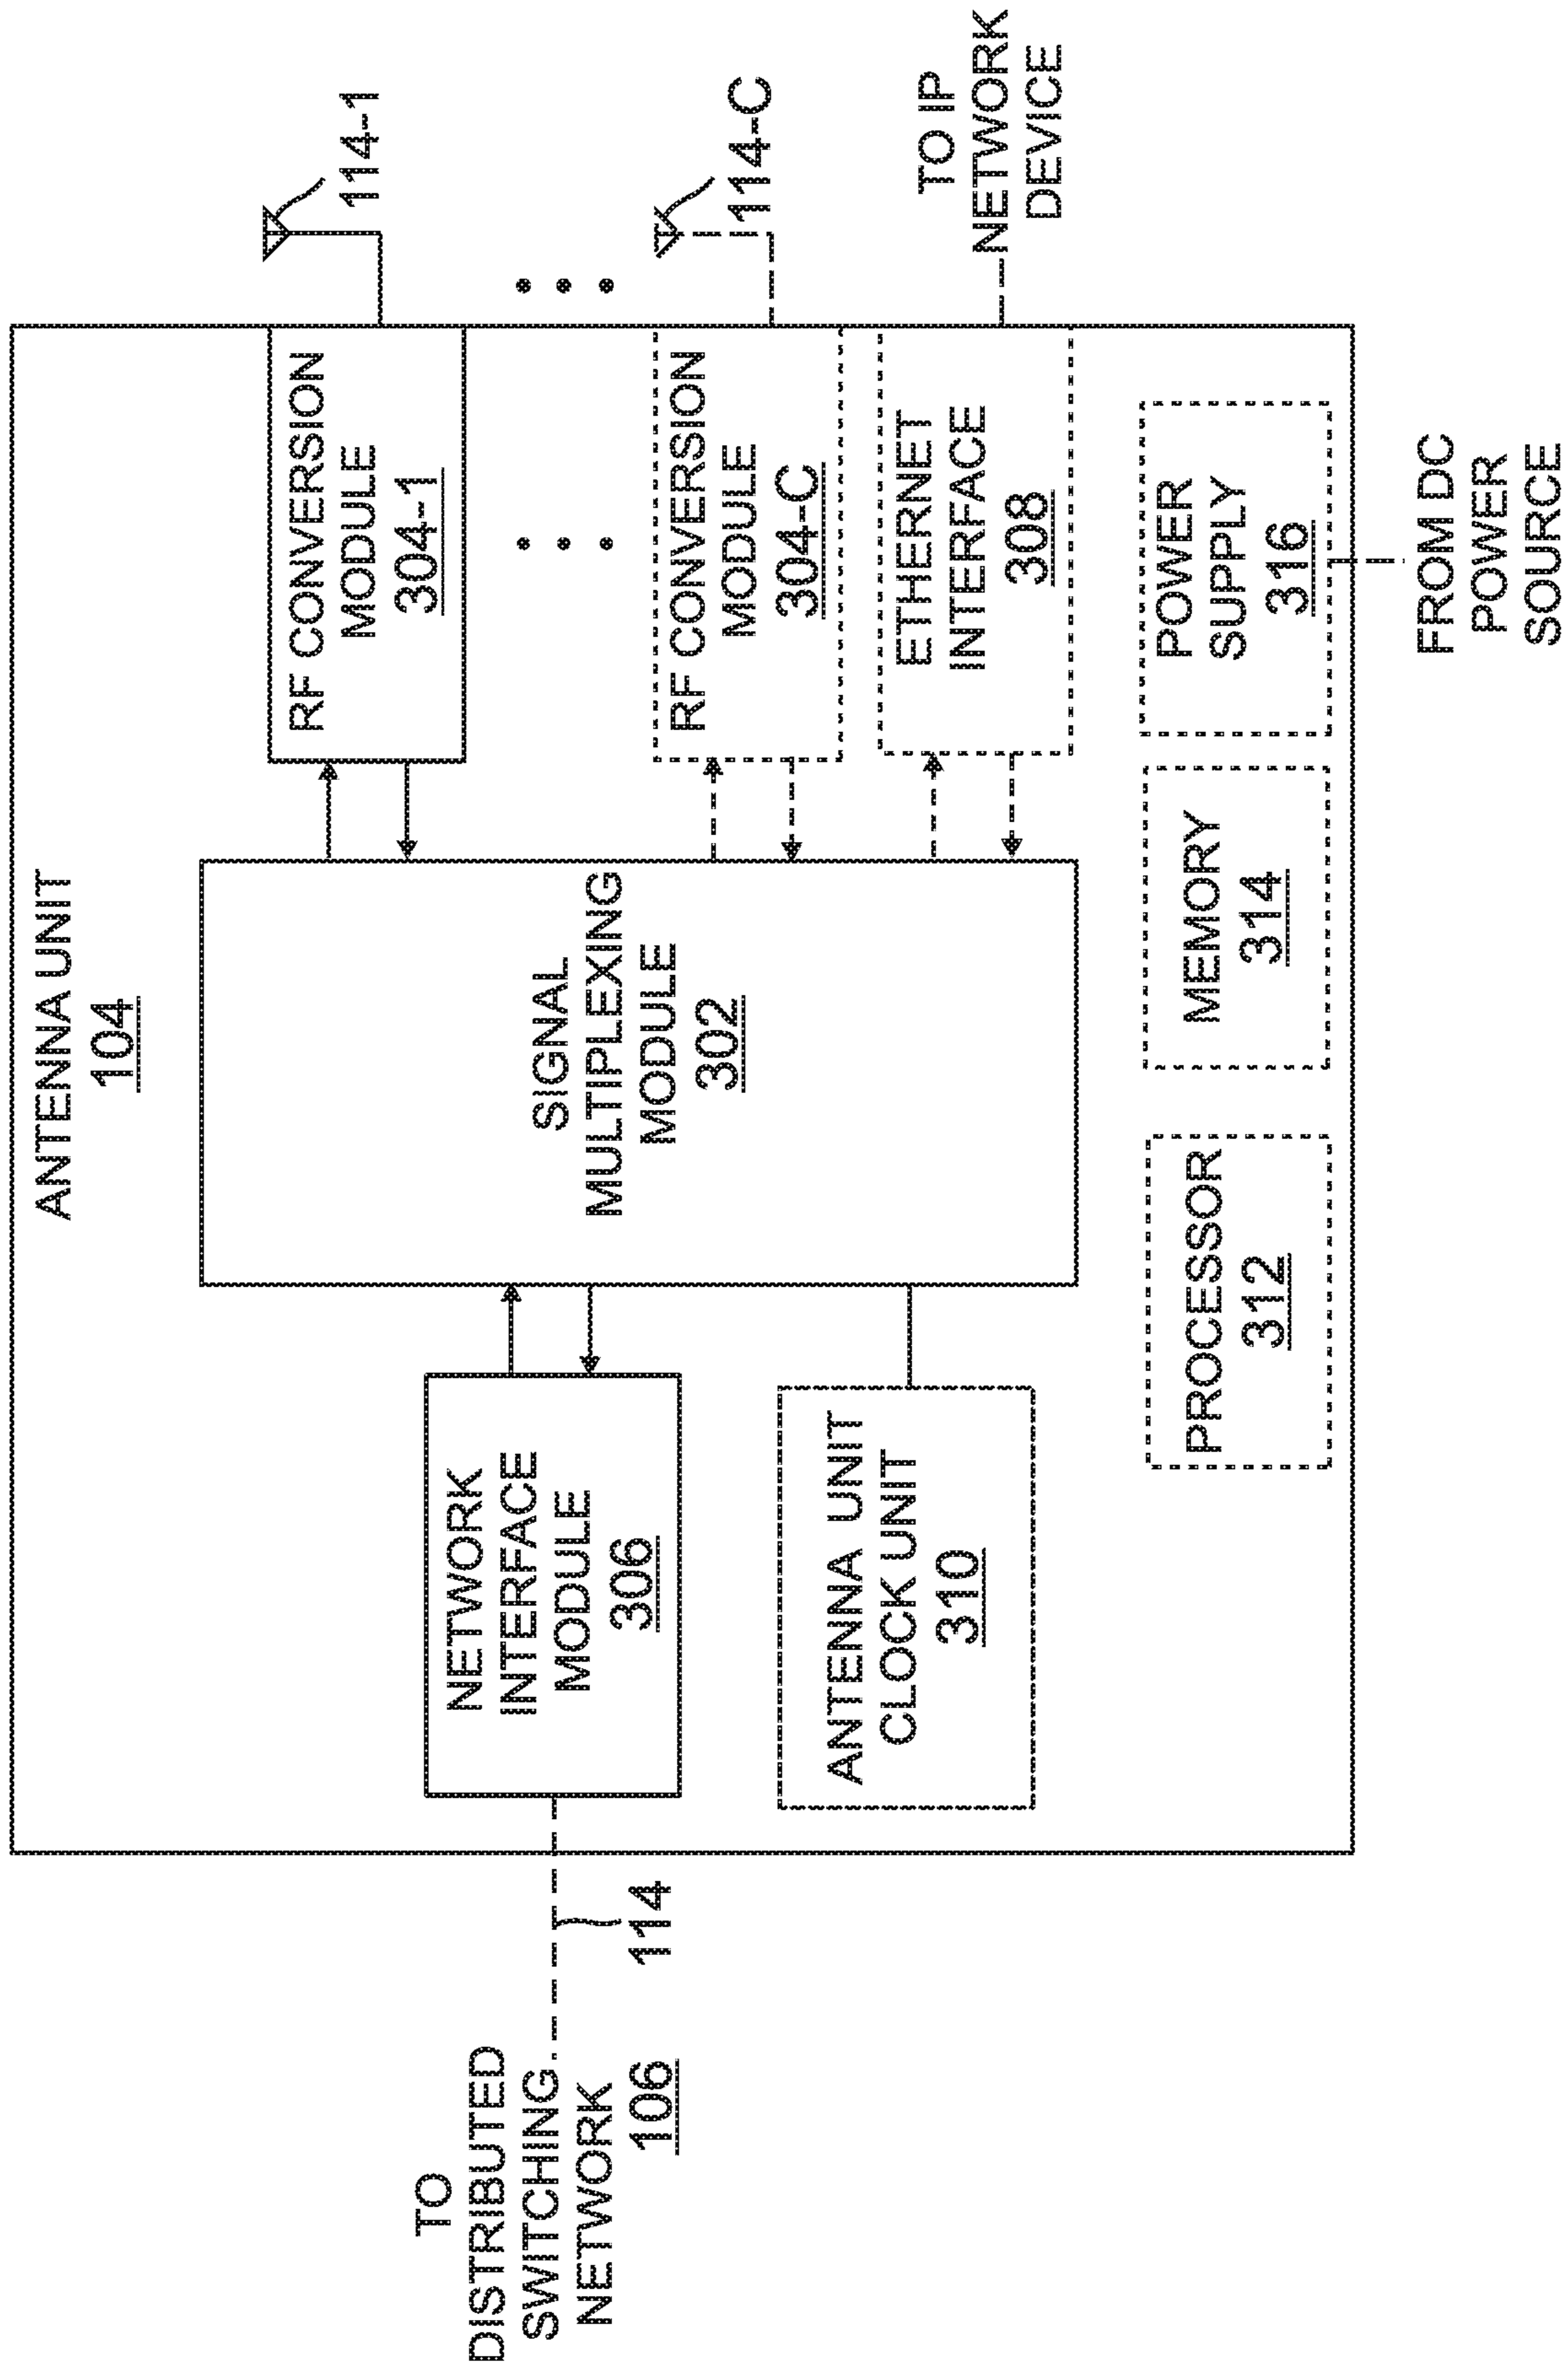 ANTENNA UNIT
104
TO
DISTRIBUTED
SWITCHING
NETWORK
106
114
NETWORK
INTERFACE
MODULE
306
ANTENNA UNIT
CLOCK UNIT
310
SIGNAL
MULTIPLEXING
MODULE
302
RF CONVERSION
MODULE
304-1
114-1
RF CONVERSION
MODULE
304-C
114-C
ETHERNET
INTERFACE
308
TO IP
NETWORK
DEVICE
PROCESSOR
312
MEMORY
314
POWER
SUPPLY
316
FROM DC
POWER
SOURCE